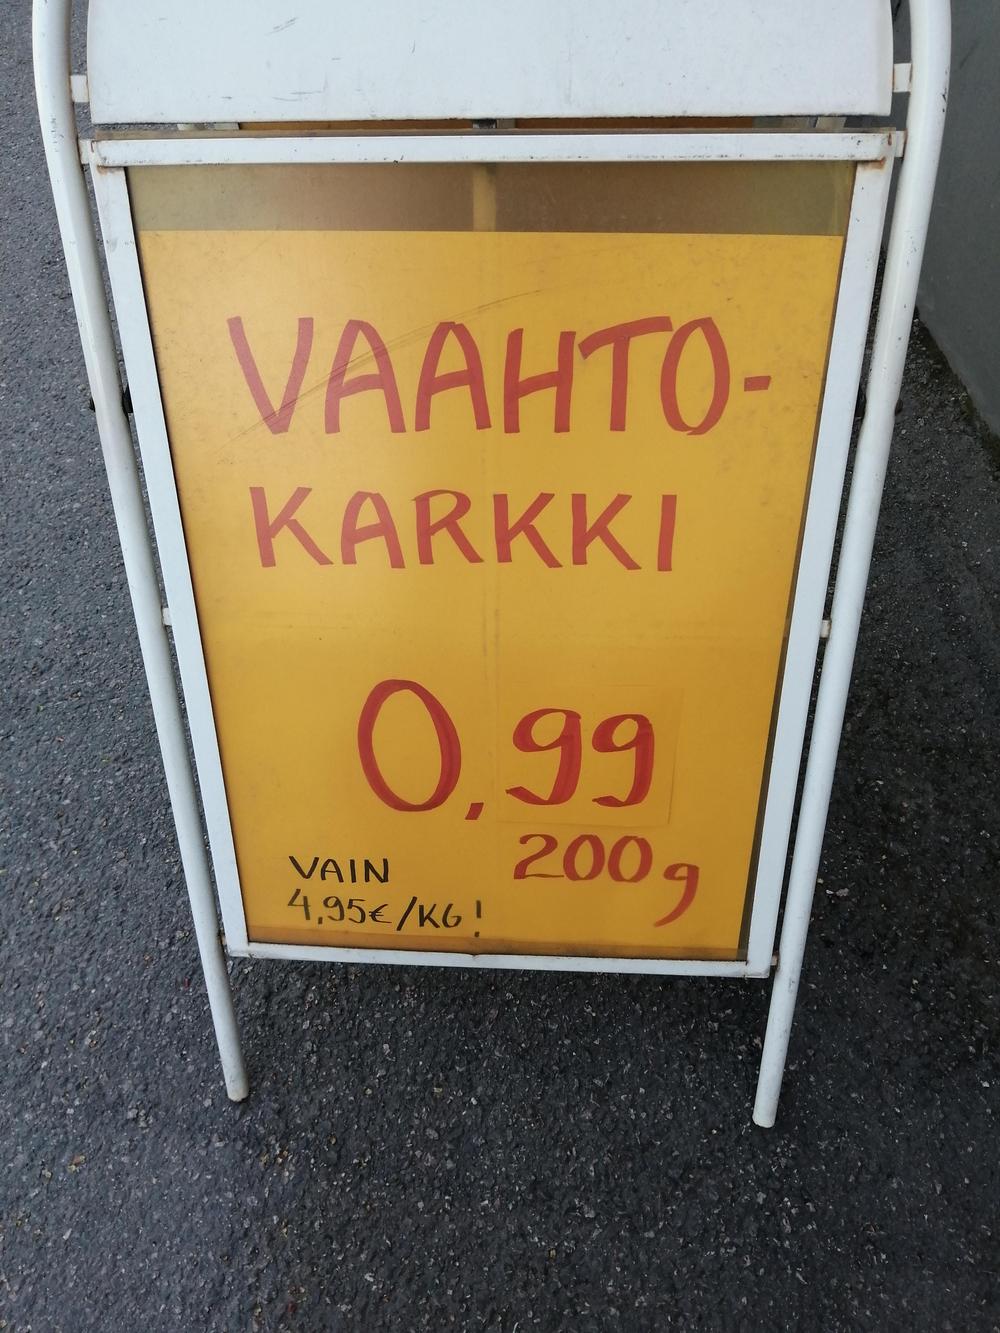 VAAHTO-
KARKKI
0,99
200g
VAIN
4,95€/KG!